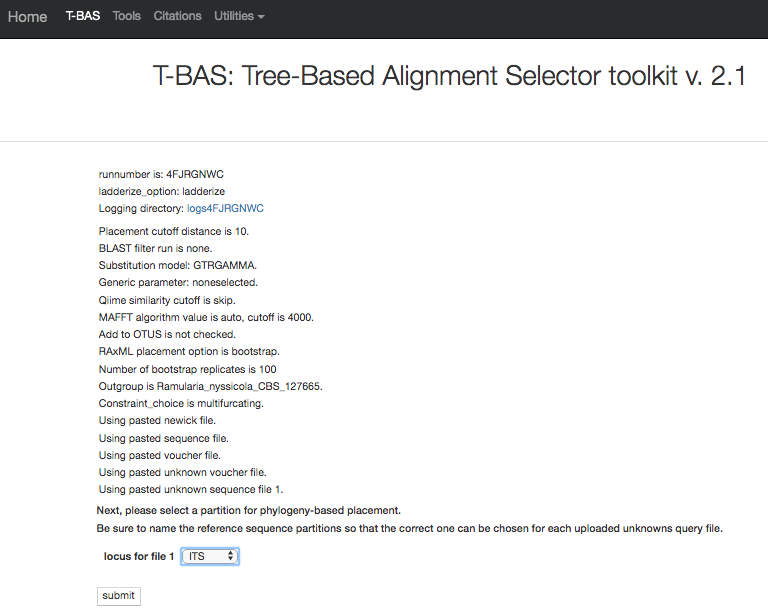 Home T-BAS Tools Citations Utilities
T-BAS: Tree-Based Alignment Selector toolkit v. 2.1
runnumber is: 4FJRGNWC
ladderize_option: ladderize
Logging directory: logs4FJRGNWC
Placement cutoff distance is 10.
BLAST filter run is none.
Substitution model: GTRGAMMA.
Generic parameter: noneselected.
Qiime similarity cutoff is skip.
MAFFT algorithm value is auto, cutoff is 4000.
Add to OTUS is not checked.
RAxML placement option is bootstrap.
Number of bootstrap replicates is 100
Outgroup is Ramularia_nyssicola_CBS_127665.
Constraint_choice is multifurcating.
Using pasted newick file.
Using pasted sequence file.
Using pasted voucher file.
Using pasted unknown voucher file.
Using pasted unknown sequence file 1.
Next, please select a partition for phylogeny-based placement.
Be sure to name the reference sequence partitions so that the correct one can be chosen for each uploaded unknowns query file.
locus for file 1 ITS
submit